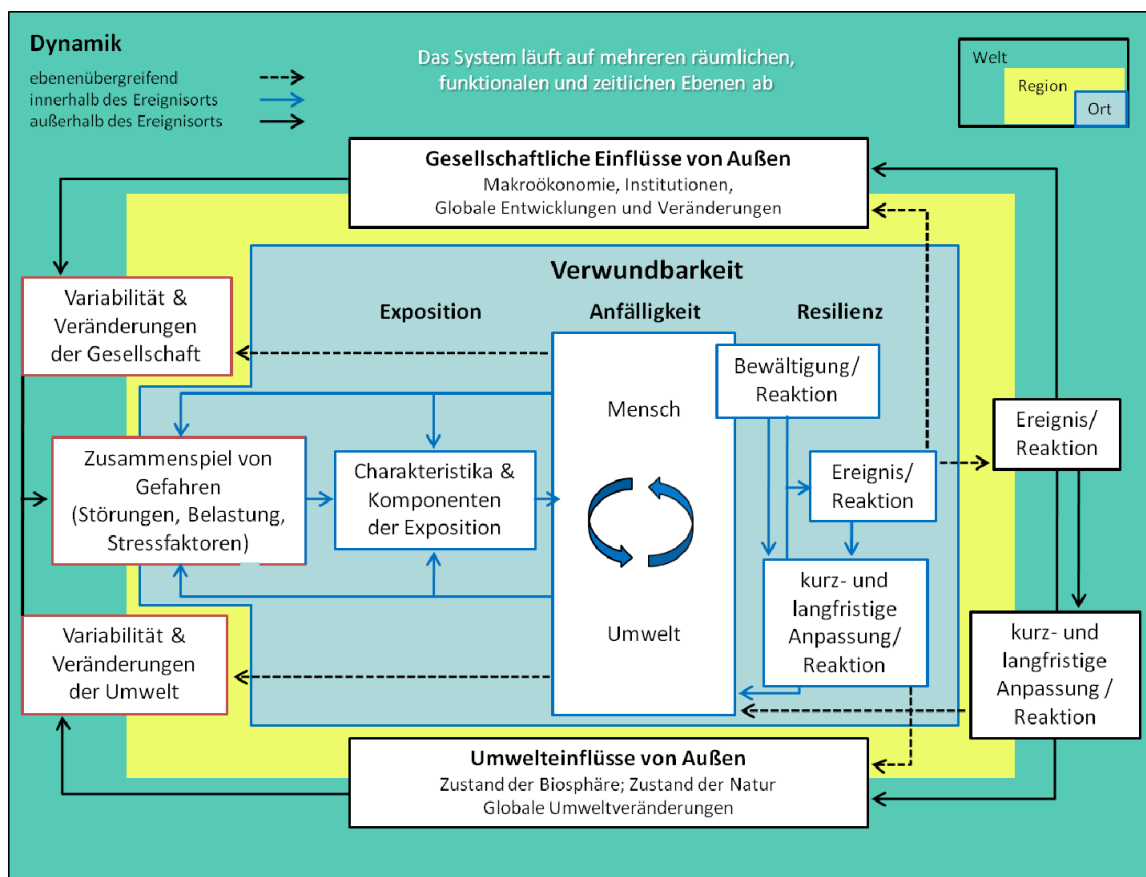 Dynamik
ebenenübergreifend
innerhalb des Ereignisorts
außerhalb des Ereignisorts
Das System läuft auf mehreren räumlichen,
funktionalen und zeitlichen Ebenen ab
Welt
Region
Ort
Gesellschaftliche Einflüsse von Außen
Makroökonomie, Institutionen,
Globale Entwicklungen und Veränderungen
Verwundbarkeit
Exposition
Anfälligkeit
Resilienz
Variabilität &
Veränderungen
der Gesellschaft
Zusammenspiel von
Gefahren
(Störungen, Belastung,
Stressfaktoren)
Variabilität &
Veränderungen
der Umwelt
Charakteristika &
Komponenten
der Exposition
Mensch
Umwelt
Bewältigung/
Reaktion
Ereignis/
Reaktion
kurz- und
langfristige
Anpassung/
Reaktion
Ereignis/
Reaktion
kurz- und
langfristige
Anpassung /
Reaktion
Umwelteinflüsse von Außen
Zustand der Biosphäre; Zustand der Natur
Globale Umweltveränderungen